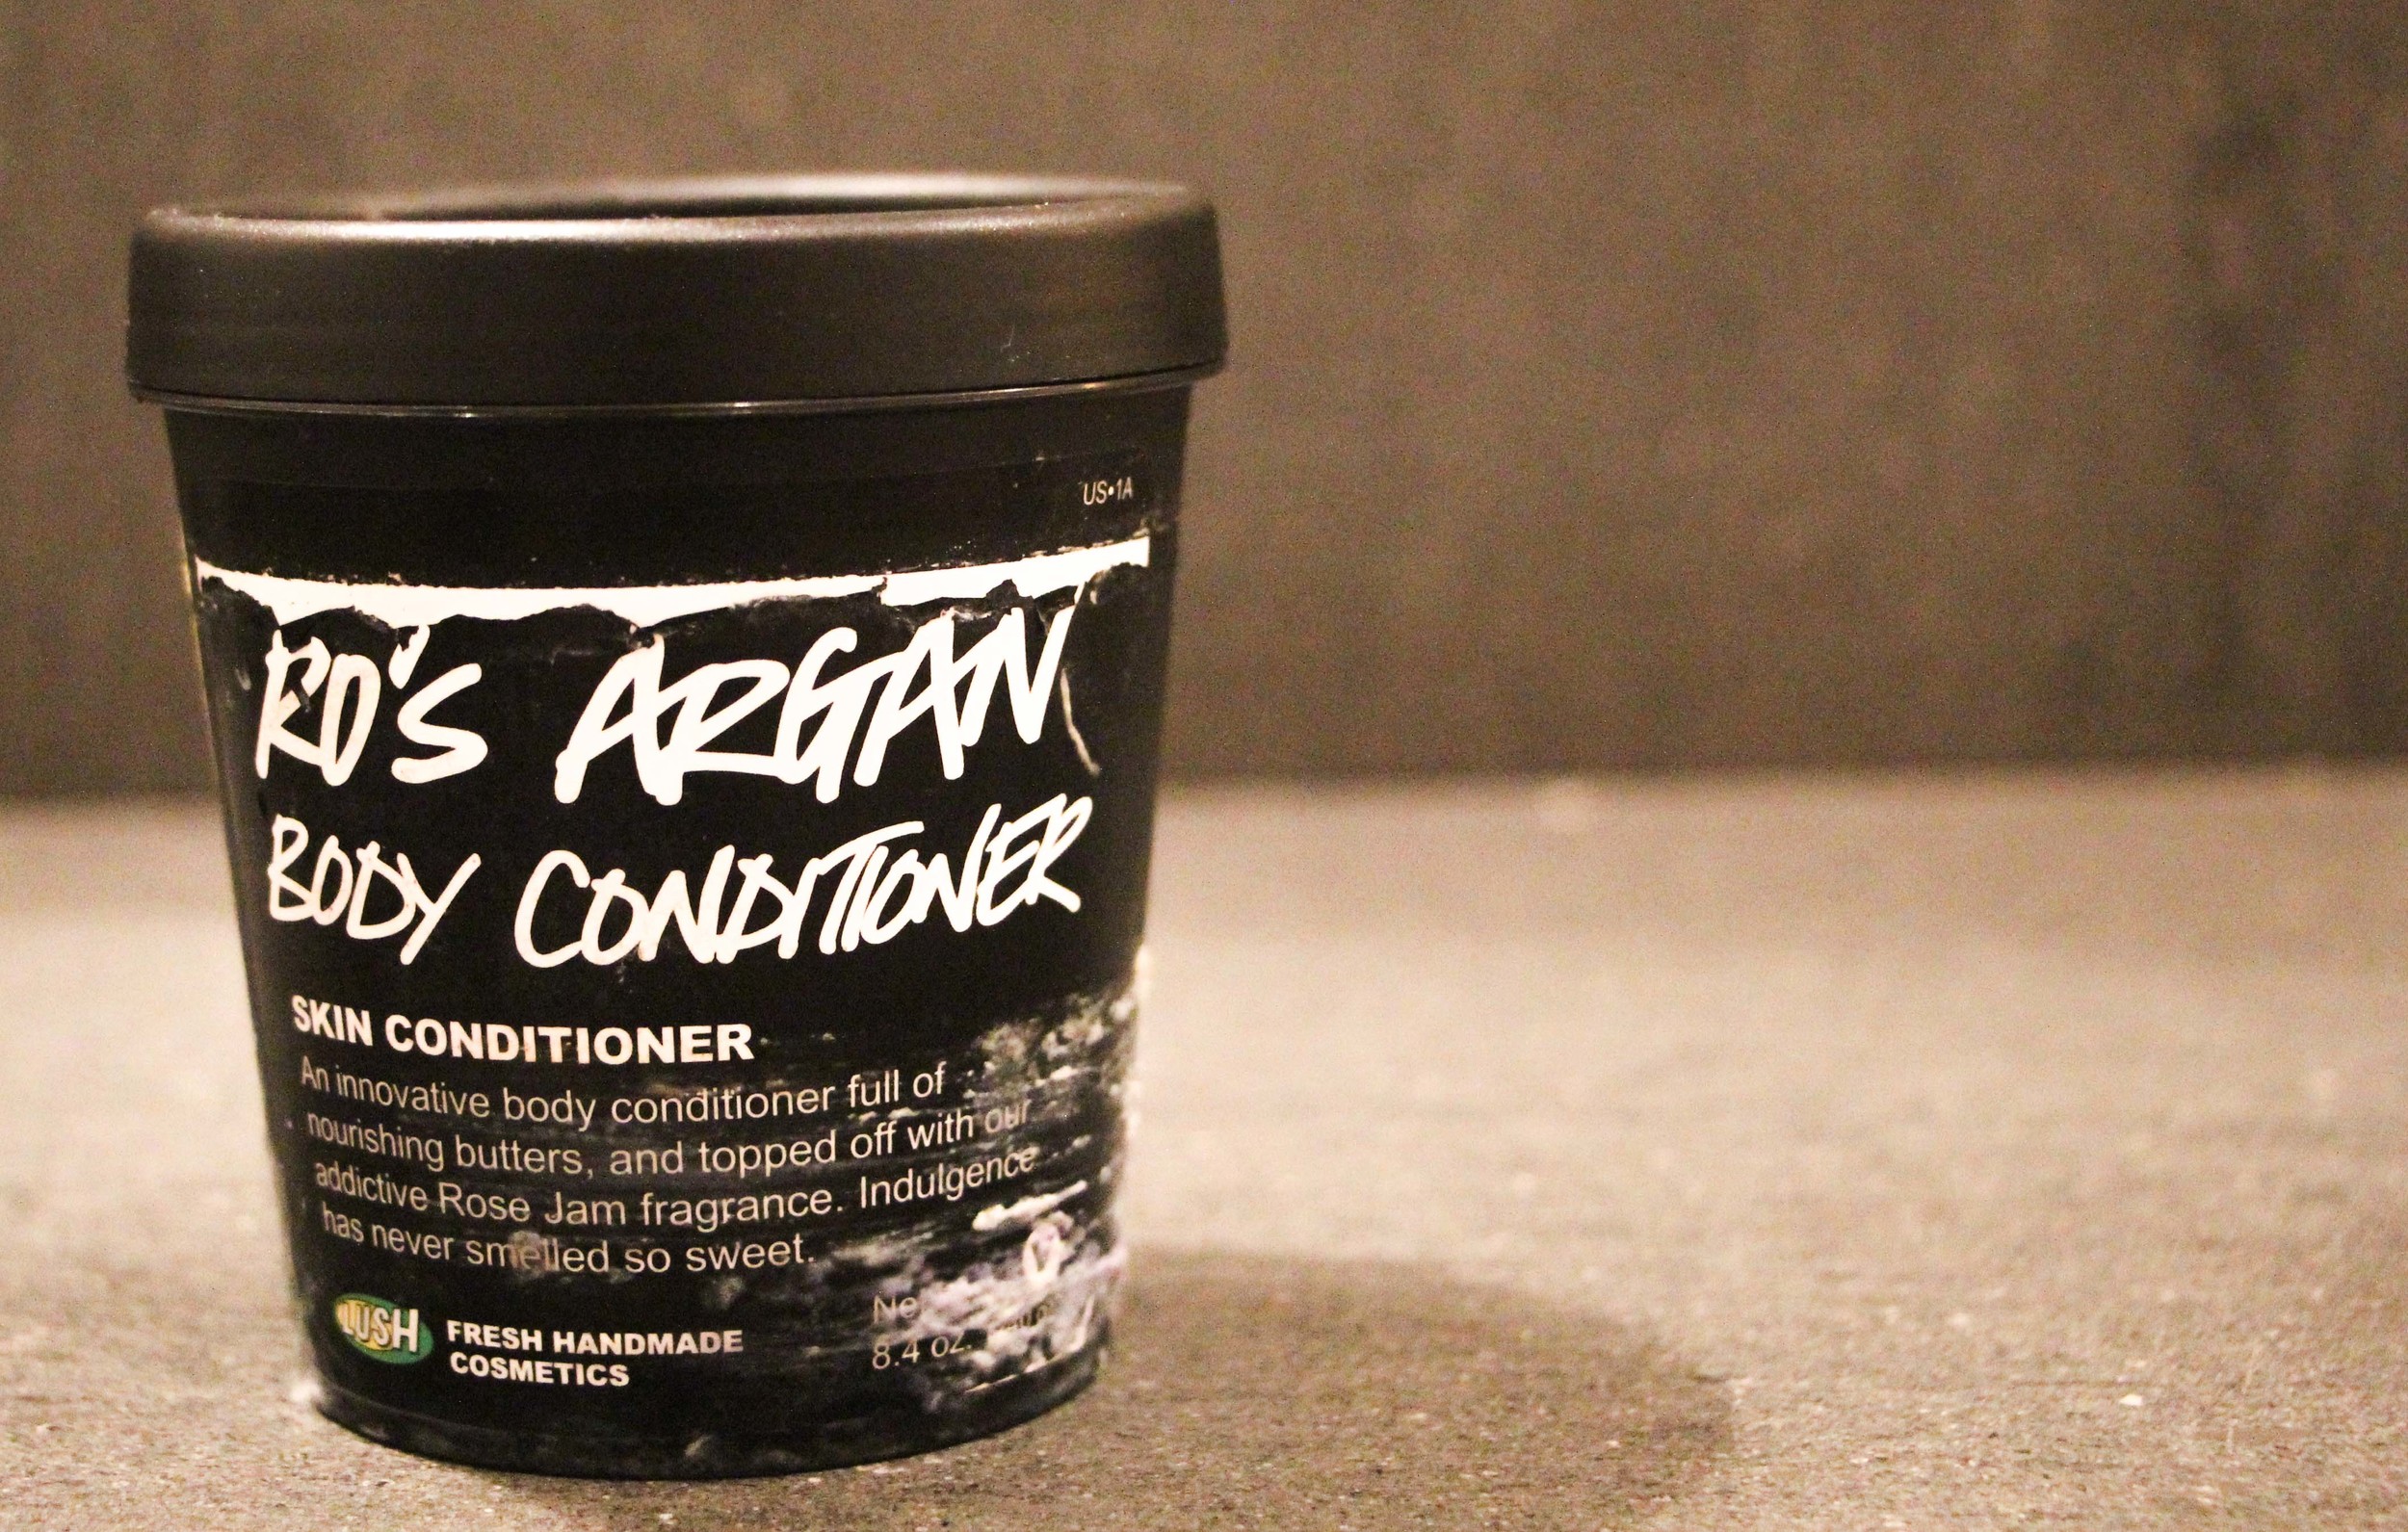 US•1A
RO'S ARGAN
BODY CONDITIONER
SKIN CONDITIONER
An innovative body conditioner full of
nourishing butters, and topped off with our
addictive Rose Jam fragrance. Indulgence
has never smelled so sweet.
LUSH
FRESH HANDMADE
COSMETICS
8.4 oz.